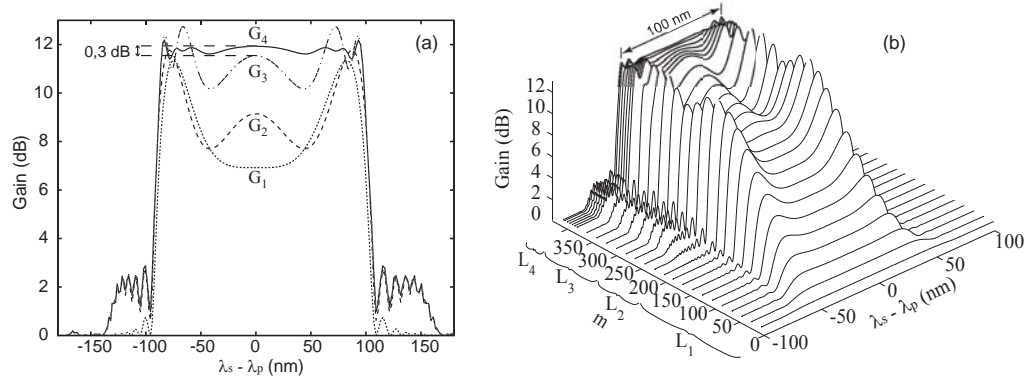 12
10
8
6
4
2
0
Gain (dB)
0,3 dB
G4
G3
G2
G1
(a)
-150 -100 -50 0 50 100 150
λs - λp (nm)
(b)
100 nm
12
10
8
6
4
2
0
Gain (dB)
350
300
250
200
150
100
50
0
L4
L3
L2
L1
m
-100
-50
0
50
100
λs - λp (nm)